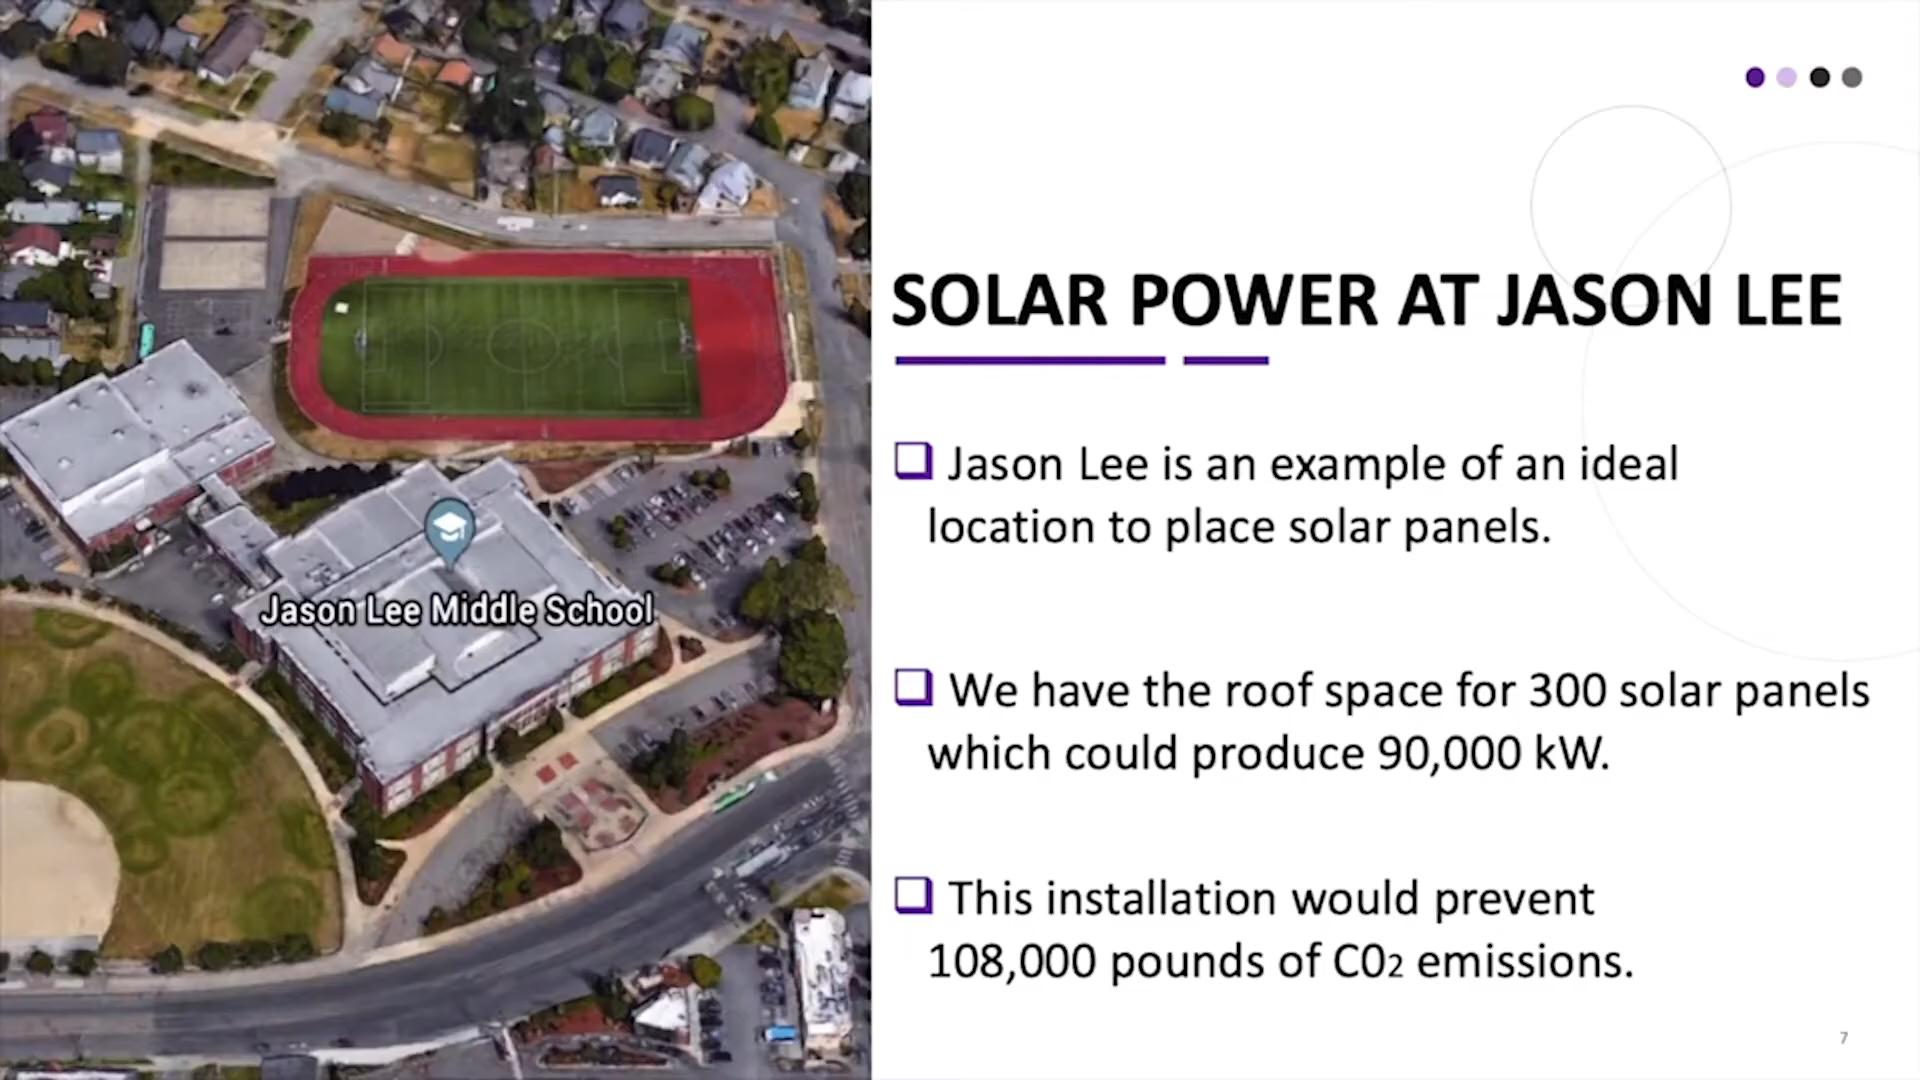 SOLAR POWER AT JASON LEE
Jason Lee is an example of an ideal
location to place solar panels.
We have the roof space for 300 solar panels
which could produce 90,000 kW.
This installation would prevent
108,000 pounds of C02 emissions.
Jason Lee Middle School
7